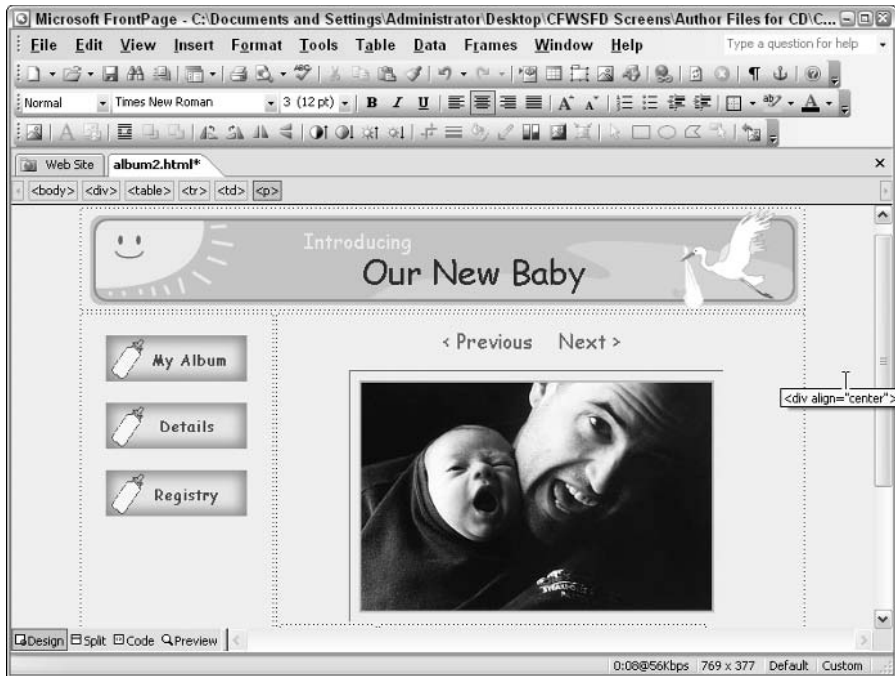 Microsoft FrontPage - C:\Documents and Settings\Administrator\Desktop\CFWSFD Screens\Author Files for CD\C...
File Edit View Insert Format Tools Table Data Frames Window Help Type a question for help
Normal Times New Roman 3 (12 pt) B I U A A A
Web Site album2.html*
<body> <div> <table> <tr> <td> <p>
Introducing
Our New Baby
< Previous Next >
My Album
<div align="center">
Details
Registry
Design Split Code Preview
0:08@56Kbps 769 x 377 Default Custom